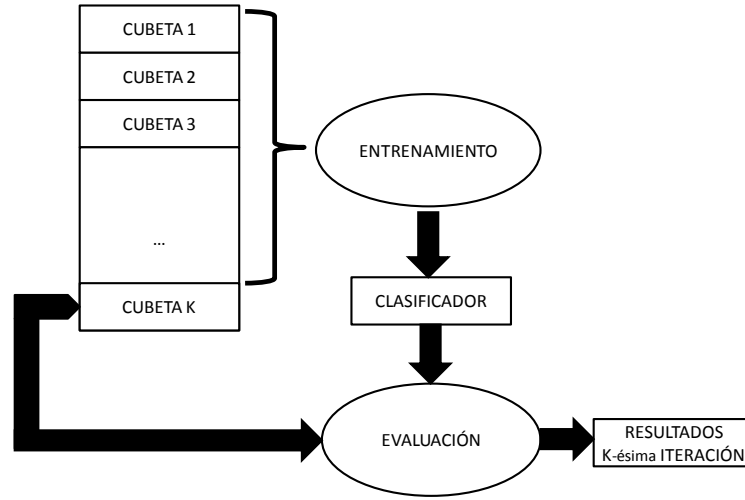 CUBETA 1
CUBETA 2
CUBETA 3
...
CUBETA K
ENTRENAMIENTO
CLASIFICADOR
EVALUACIÓN
RESULTADOS
K-ésima ITERACIÓN